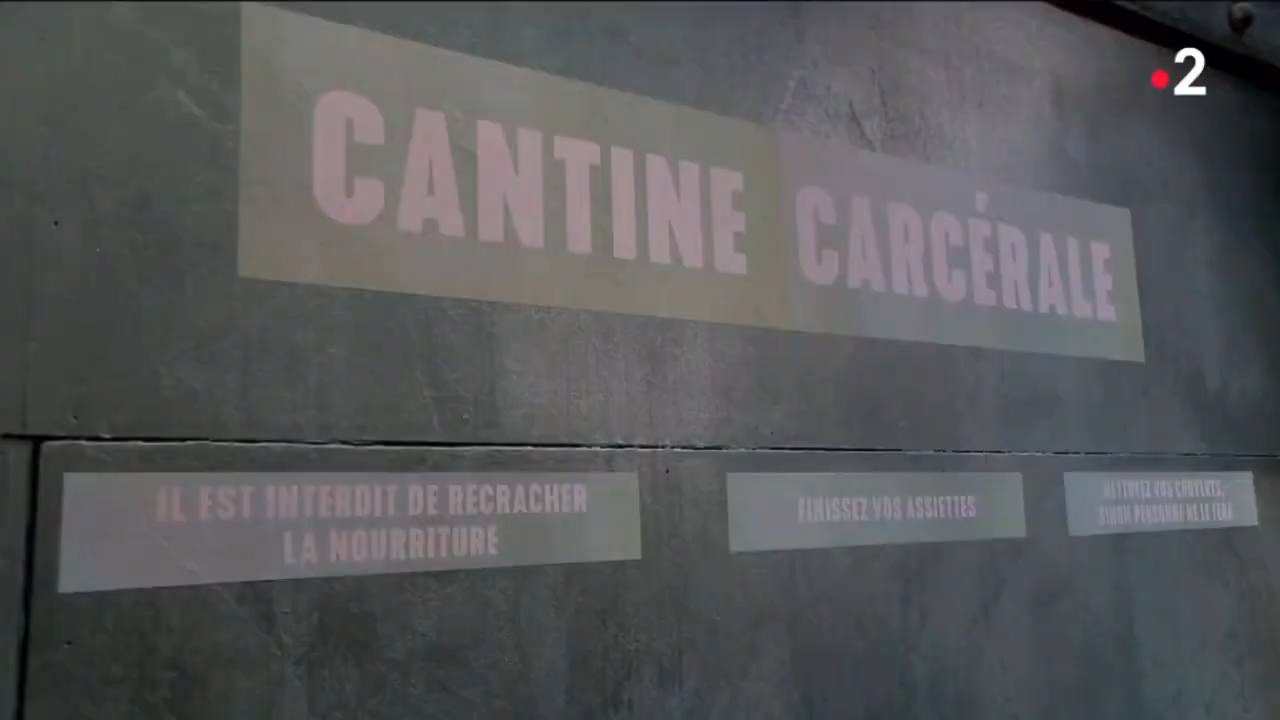 2
CANTINE CARCÉRALE
IL EST INTERDIT DE RECRACHER
LA NOURRITURE
FINISSEZ VOS ASSIETTES
NETTOYEZ VOS COUVERTS,
SINON PERSONNE NE LE FERA